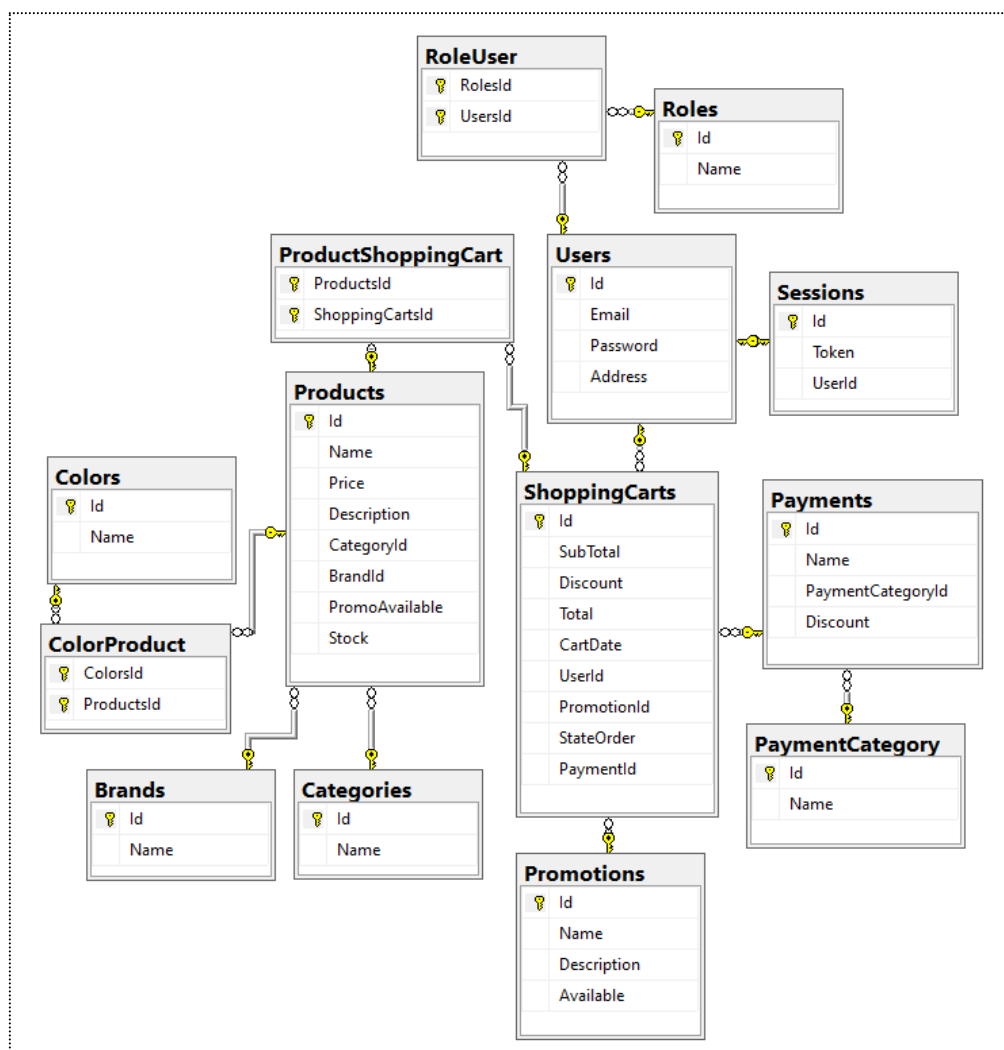 RoleUser
RolesId
UsersId
Roles
Id
Name
ProductShoppingCart
ProductsId
ShoppingCartsId
Users
Id
Email
Password
Address
Sessions
Id
Token
UserId
Products
Id
Name
Price
Description
CategoryId
BrandId
PromoAvailable
Stock
Colors
Id
Name
ColorProduct
ColorsId
ProductsId
ShoppingCarts
Id
SubTotal
Discount
Total
CartDate
UserId
PromotionId
StateOrder
PaymentId
Payments
Id
Name
PaymentCategoryId
Discount
PaymentCategory
Id
Name
Brands
Id
Name
Categories
Id
Name
Promotions
Id
Name
Description
Available